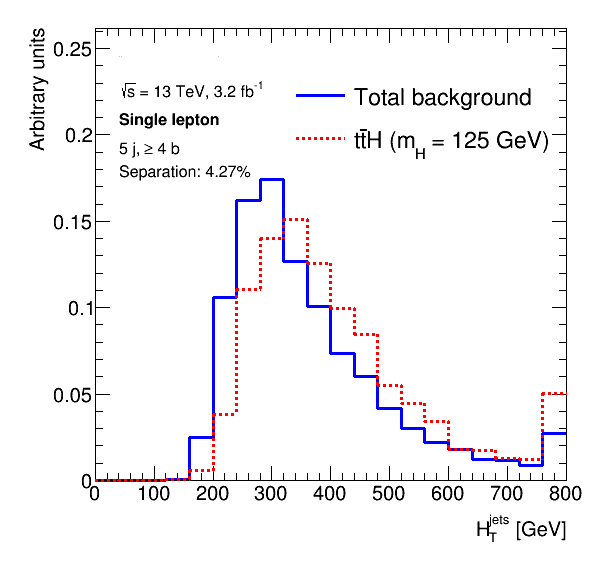 Arbitrary units
0.25
0.2
0.15
0.1
0.05
0
√s = 13 TeV, 3.2 fb⁻¹
Single lepton
5 j, ≥ 4 b
Separation: 4.27%
Total background
tt̄H (m_H = 125 GeV)
0 100 200 300 400 500 600 700 800
H_T^jets [GeV]